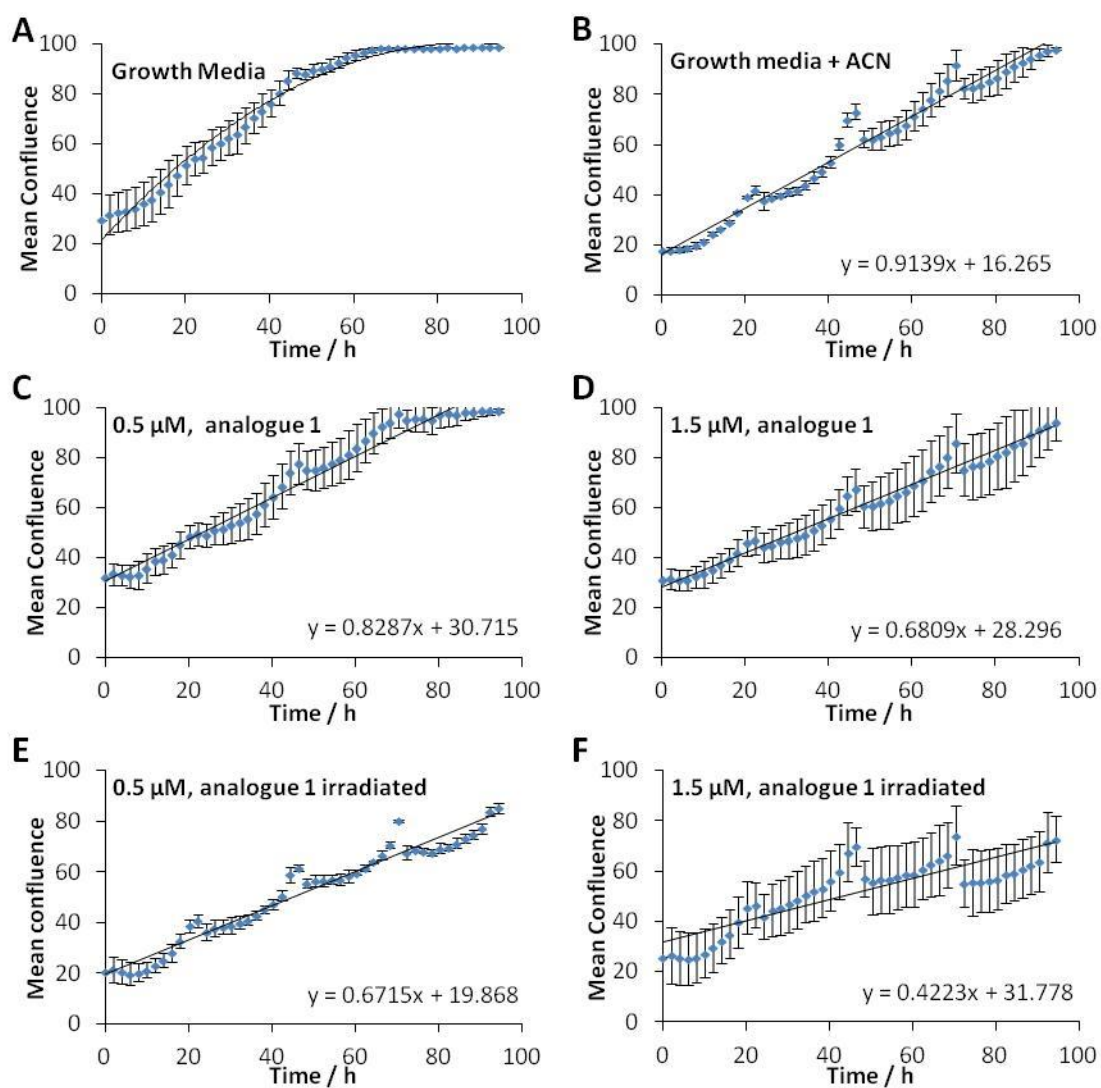 A
Growth Media
Mean Confluence
100
80
60
40
20
0
0 20 40 60 80 100
Time / h
B
Growth media + ACN
Mean Confluence
100
80
60
40
20
0
y = 0.9139x + 16.265
0 20 40 60 80 100
Time / h
C
0.5 µM, analogue 1
Mean Confluence
100
80
60
40
20
0
y = 0.8287x + 30.715
0 20 40 60 80 100
Time / h
D
1.5 µM, analogue 1
Mean Confluence
100
80
60
40
20
0
y = 0.6809x + 28.296
0 20 40 60 80 100
Time / h
E
0.5 µM, analogue 1 irradiated
Mean confluence
100
80
60
40
20
0
y = 0.6715x + 19.868
0 20 40 60 80 100
Time / h
F
1.5 µM, analogue 1 irradiated
Mean Confluence
100
80
60
40
20
0
y = 0.4223x + 31.778
0 20 40 60 80 100
Time / h